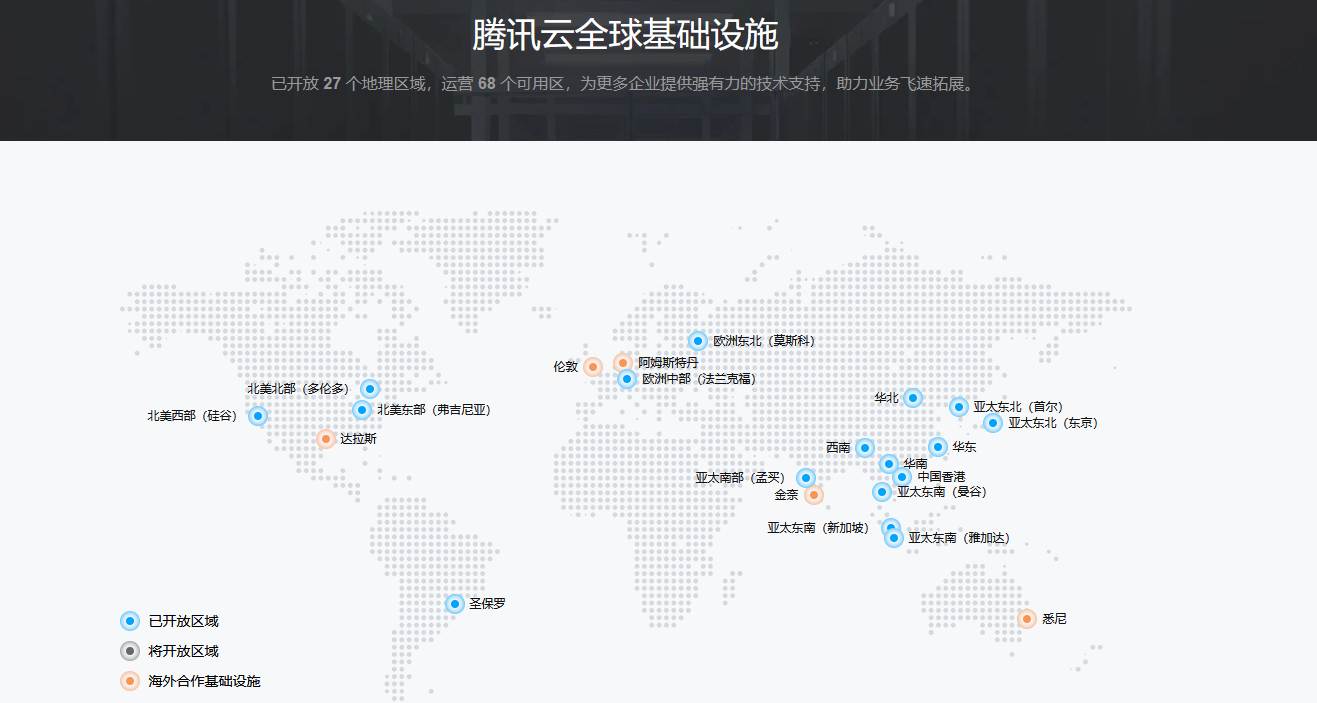 腾讯云全球基础设施
已开放 27 个地理区域，运营 68 个可用区，为更多企业提供强有力的技术支持，助力业务飞速拓展。
欧洲东北（莫斯科）
伦敦
阿姆斯特丹
欧洲中部（法兰克福）
北美北部（多伦多）
北美西部（硅谷）
北美东部（弗吉尼亚）
达拉斯
华北
亚太东北（首尔）
亚太东北（东京）
西南
华东
华南
亚太南部（孟买）
中国香港
金奈
亚太东南（曼谷）
亚太东南（新加坡）
亚太东南（雅加达）
圣保罗
悉尼
已开放区域
将开放区域
海外合作基础设施